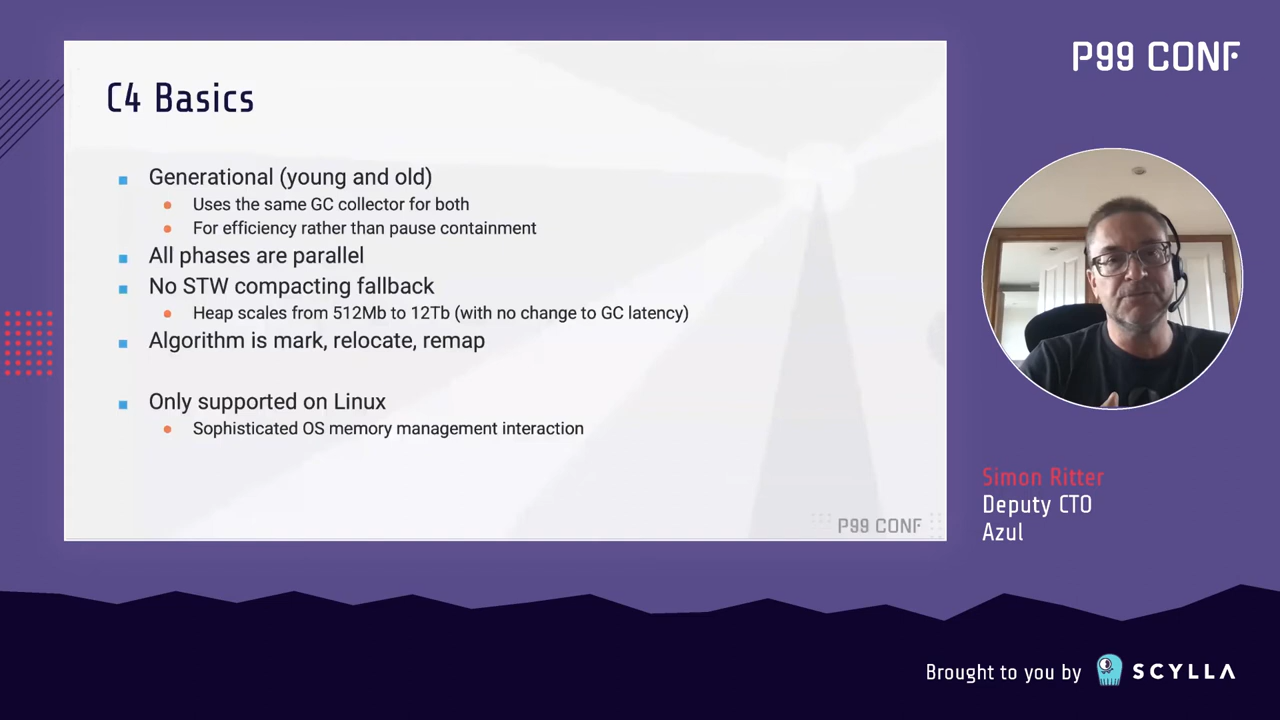 P99 CONF
C4 Basics
Generational (young and old)
Uses the same GC collector for both
For efficiency rather than pause containment
All phases are parallel
No STW compacting fallback
Heap scales from 512Mb to 12Tb (with no change to GC latency)
Algorithm is mark, relocate, remap
Only supported on Linux
Sophisticated OS memory management interaction
P99 CONF
Simon Ritter
Deputy CTO
Azul
Brought to you by SCYLLA